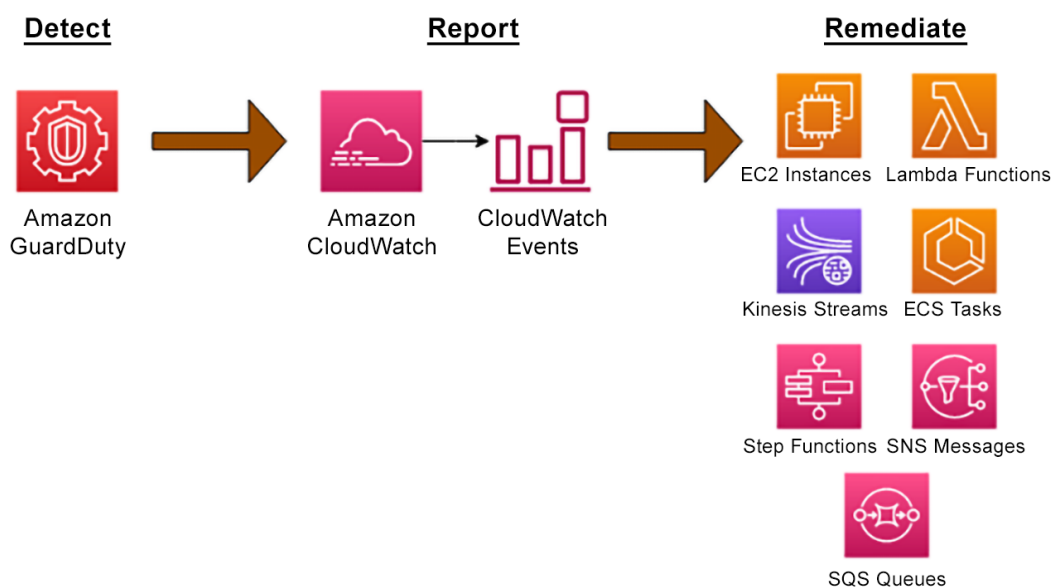 Detect
Report
Remediate
Amazon
GuardDuty
Amazon
CloudWatch
CloudWatch
Events
EC2 Instances
Lambda Functions
Kinesis Streams
ECS Tasks
Step Functions
SNS Messages
SQS Queues